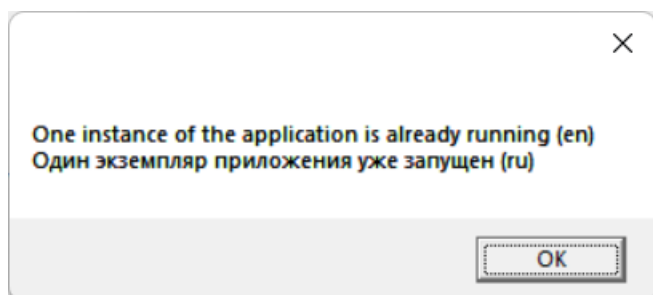 One instance of the application is already running (en)
Один экземпляр приложения уже запущен (ru)
OK